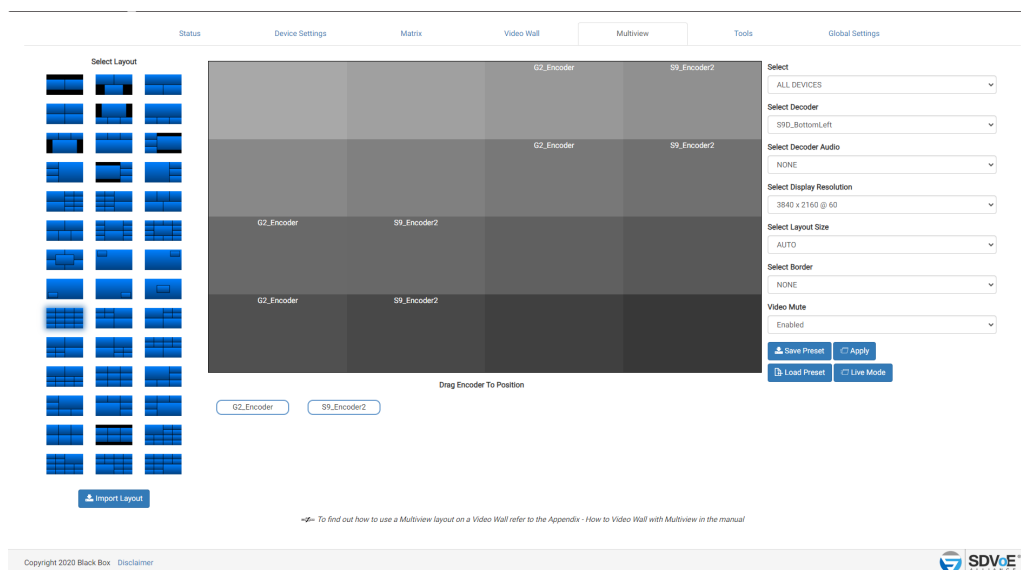 Status
Device Settings
Matrix
Video Wall
Multiview
Tools
Global Settings
Select Layout
G2_Encoder
S9_Encoder2
G2_Encoder
S9_Encoder2
G2_Encoder
S9_Encoder2
G2_Encoder
S9_Encoder2
Select
ALL DEVICES
Select Decoder
S9D_BottomLeft
Select Decoder Audio
NONE
Select Display Resolution
3840 x 2160 @ 60
Select Layout Size
AUTO
Select Border
NONE
Video Mute
Enabled
Save Preset
Apply
Load Preset
Live Mode
Drag Encoder To Position
G2_Encoder
S9_Encoder2
Import Layout
To find out how to use a Multiview layout on a Video Wall refer to the Appendix - How to Video Wall with Multiview in the manual
Copyright 2020 Black Box Disclaimer
SDVoE
ALLIANCE